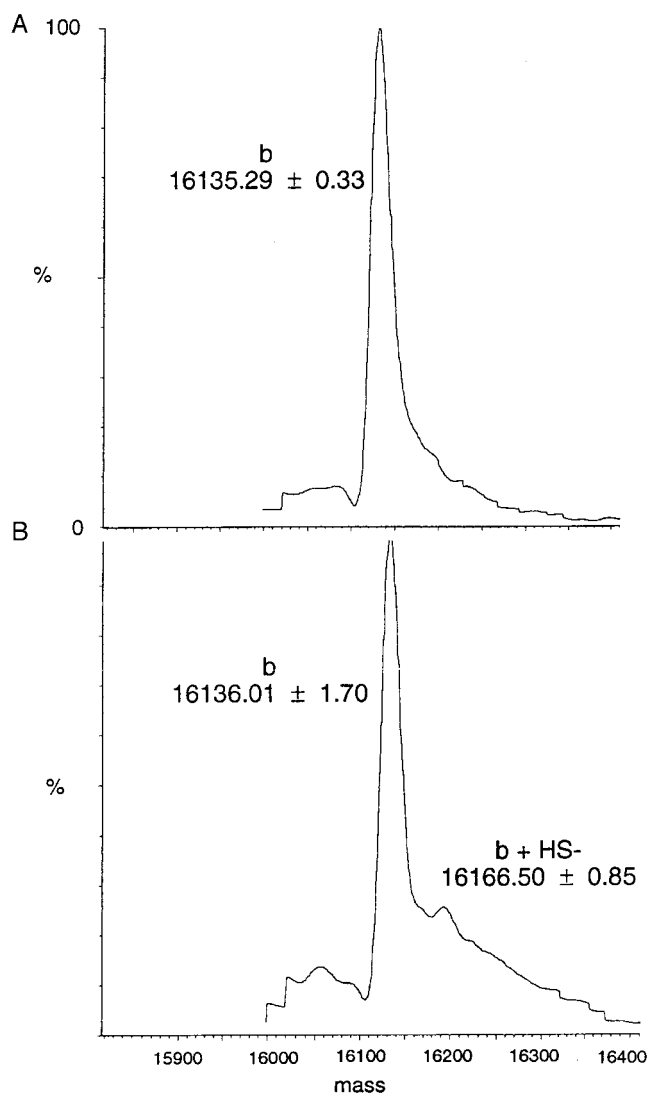 A
100
b
16135.29 ± 0.33
%
0
B
b
16136.01 ± 1.70
%
b + HS-
16166.50 ± 0.85
15900 16000 16100 16200 16300 16400
mass